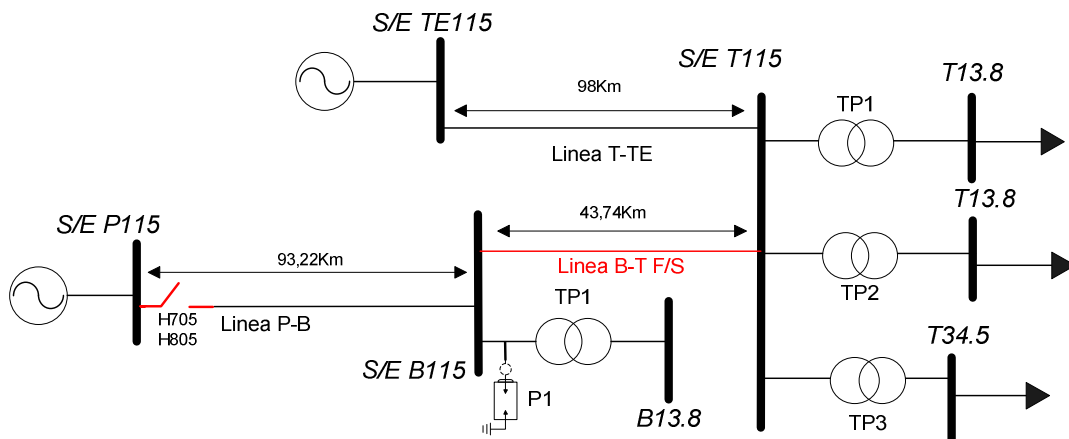 S/E TE115
S/E T115
T13.8
98Km
TP1
Linea T-TE
T13.8
S/E P115
43,74Km
93,22Km
Linea B-T F/S
TP1
TP2
H705
H805
Linea P-B
T34.5
S/E B115
P1
B13.8
TP3